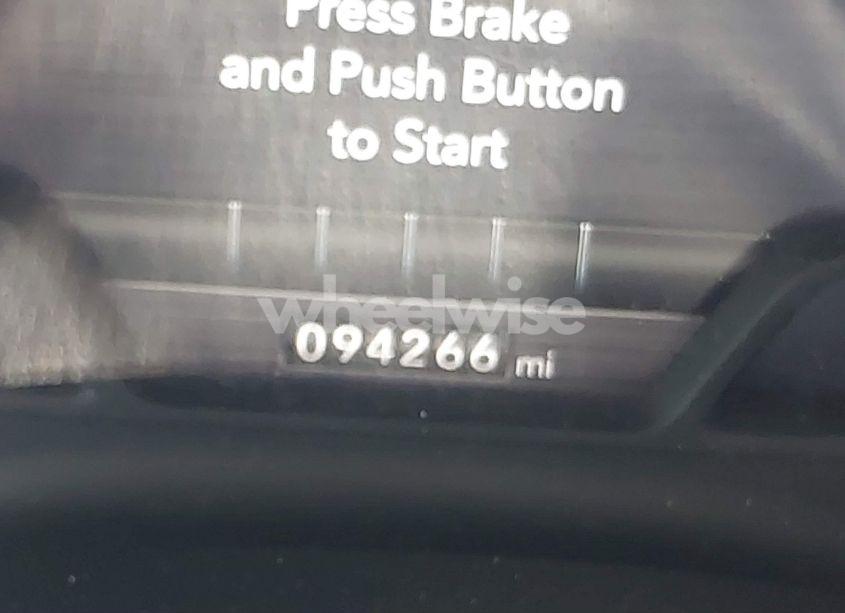 Press Brake
and Push Button
to Start
wheelwise
094266 mi